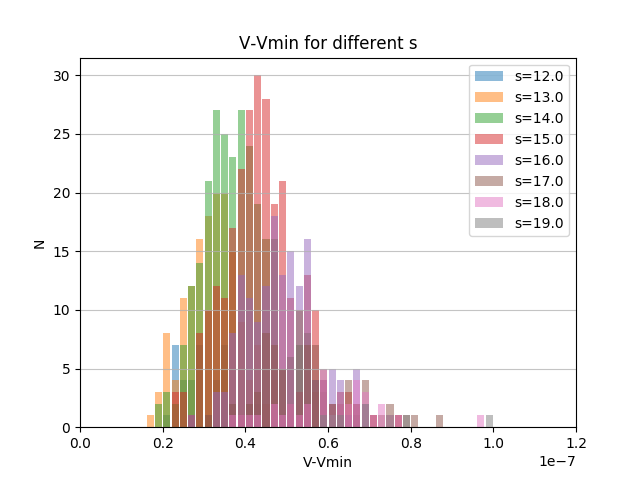 V-Vmin for different s
30
25
20
15
10
5
0
N
s=12.0
s=13.0
s=14.0
s=15.0
s=16.0
s=17.0
s=18.0
s=19.0
0.0 0.2 0.4 0.6 0.8 1.0 1.2
1e−7
V-Vmin